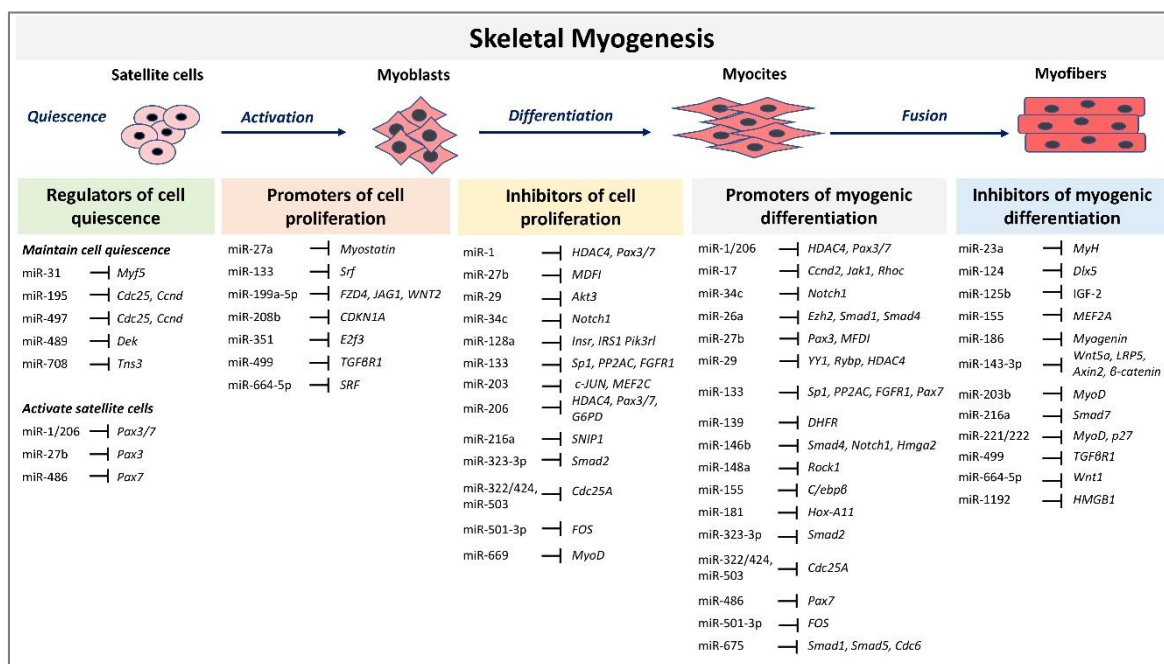 Skeletal Myogenesis
Satellite cells
Myoblasts
Myocites
Myofibers
Quiescence
Activation
Differentiation
Fusion
Regulators of cell
quiescence
Maintain cell quiescence
miR-31 Myf5
miR-195 Cdc25, Ccnd
miR-497 Cdc25, Ccnd
miR-489 Dek
miR-708 Tns3
Activate satellite cells
miR-1/206 Pax3/7
miR-27b Pax3
miR-486 Pax7
Promoters of cell
proliferation
miR-27a Myostatin
miR-133 Srf
miR-199a-5p FZD4, JAG1, WNT2
miR-208b CDKN1A
miR-351 E2f3
miR-499 TGFβR1
miR-664-5p SRF
Inhibitors of cell
proliferation
miR-1 HDAC4, Pax3/7
miR-27b MDFI
miR-29 Akt3
miR-34c Notch1
miR-128a Insr, IRS1 Pik3rl
miR-133 Sp1, PP2AC, FGFR1
miR-203 c-JUN, MEF2C
miR-206 HDAC4, Pax3/7,
G6PD
miR-216a SNIP1
miR-323-3p Smad2
miR-322/424,
miR-503 Cdc25A
miR-501-3p FOS
miR-669 MyoD
Promoters of myogenic
differentiation
miR-1/206 HDAC4, Pax3/7
miR-17 Ccnd2, Jak1, Rhoc
miR-34c Notch1
miR-26a Ezh2, Smad1, Smad4
miR-27b Pax3, MFDI
miR-29 YY1, Rybp, HDAC4
miR-133 Sp1, PP2AC, FGFR1, Pax7
miR-139 DHFR
miR-146b Smad4, Notch1, Hmga2
miR-148a Rock1
miR-155 C/ebpβ
miR-181 Hox-A11
miR-323-3p Smad2
miR-322/424,
miR-503 Cdc25A
miR-486 Pax7
miR-501-3p FOS
miR-675 Smad1, Smad5, Cdc6
Inhibitors of myogenic
differentiation
miR-23a MyH
miR-124 Dlx5
miR-125b IGF-2
miR-155 MEF2A
miR-186 Myogenin
miR-143-3p Wnt5a, LRP5,
Axin2, β-catenin
miR-203b MyoD
miR-216a Smad7
miR-221/222 MyoD, p27
miR-499 TGFβR1
miR-664-5p Wnt1
miR-1192 HMGB1